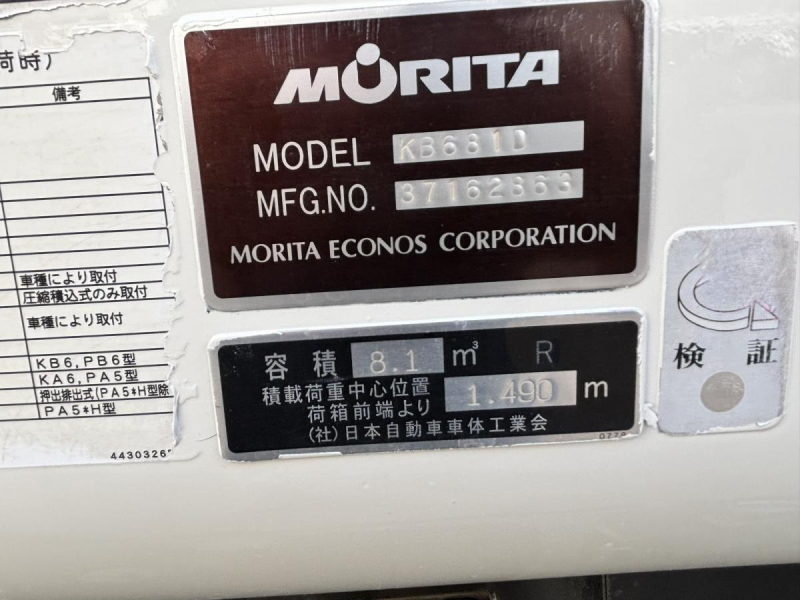 荷時)
備考
車種により取付
圧縮積込式のみ取付
車種により取付
KB6,PB6型
KA6,PA5型
押出排出式(PA5*H型除
PA5*H型
4430326
MORITA
MODEL KB681D
MFG.NO. 37162863
MORITA ECONOS CORPORATION
容積 8.1 m³ R
積載荷重中心位置
荷箱前端より 1.490 m
(社)日本自動車車体工業会
検証